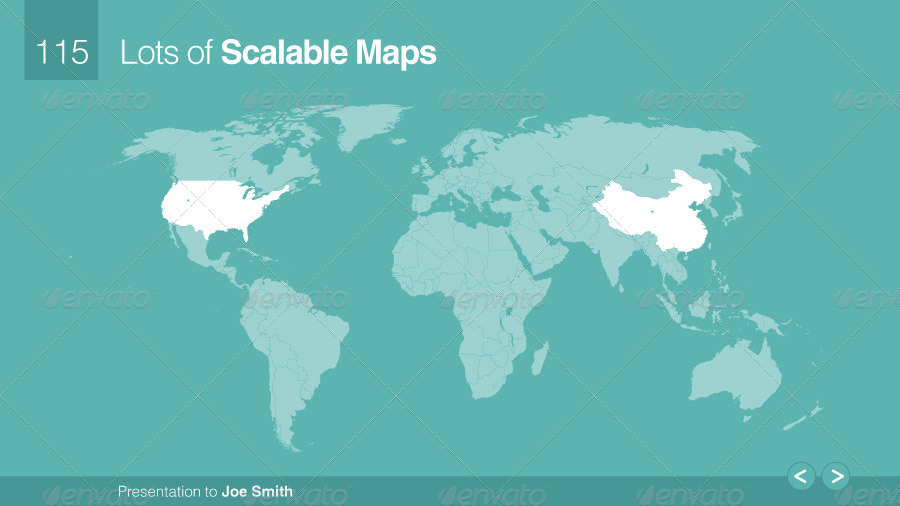 115 Lots of Scalable Maps
envato envato envato envato envato
envato envato envato envato envato
Presentation to Joe Smith
envato envato envato envato envato